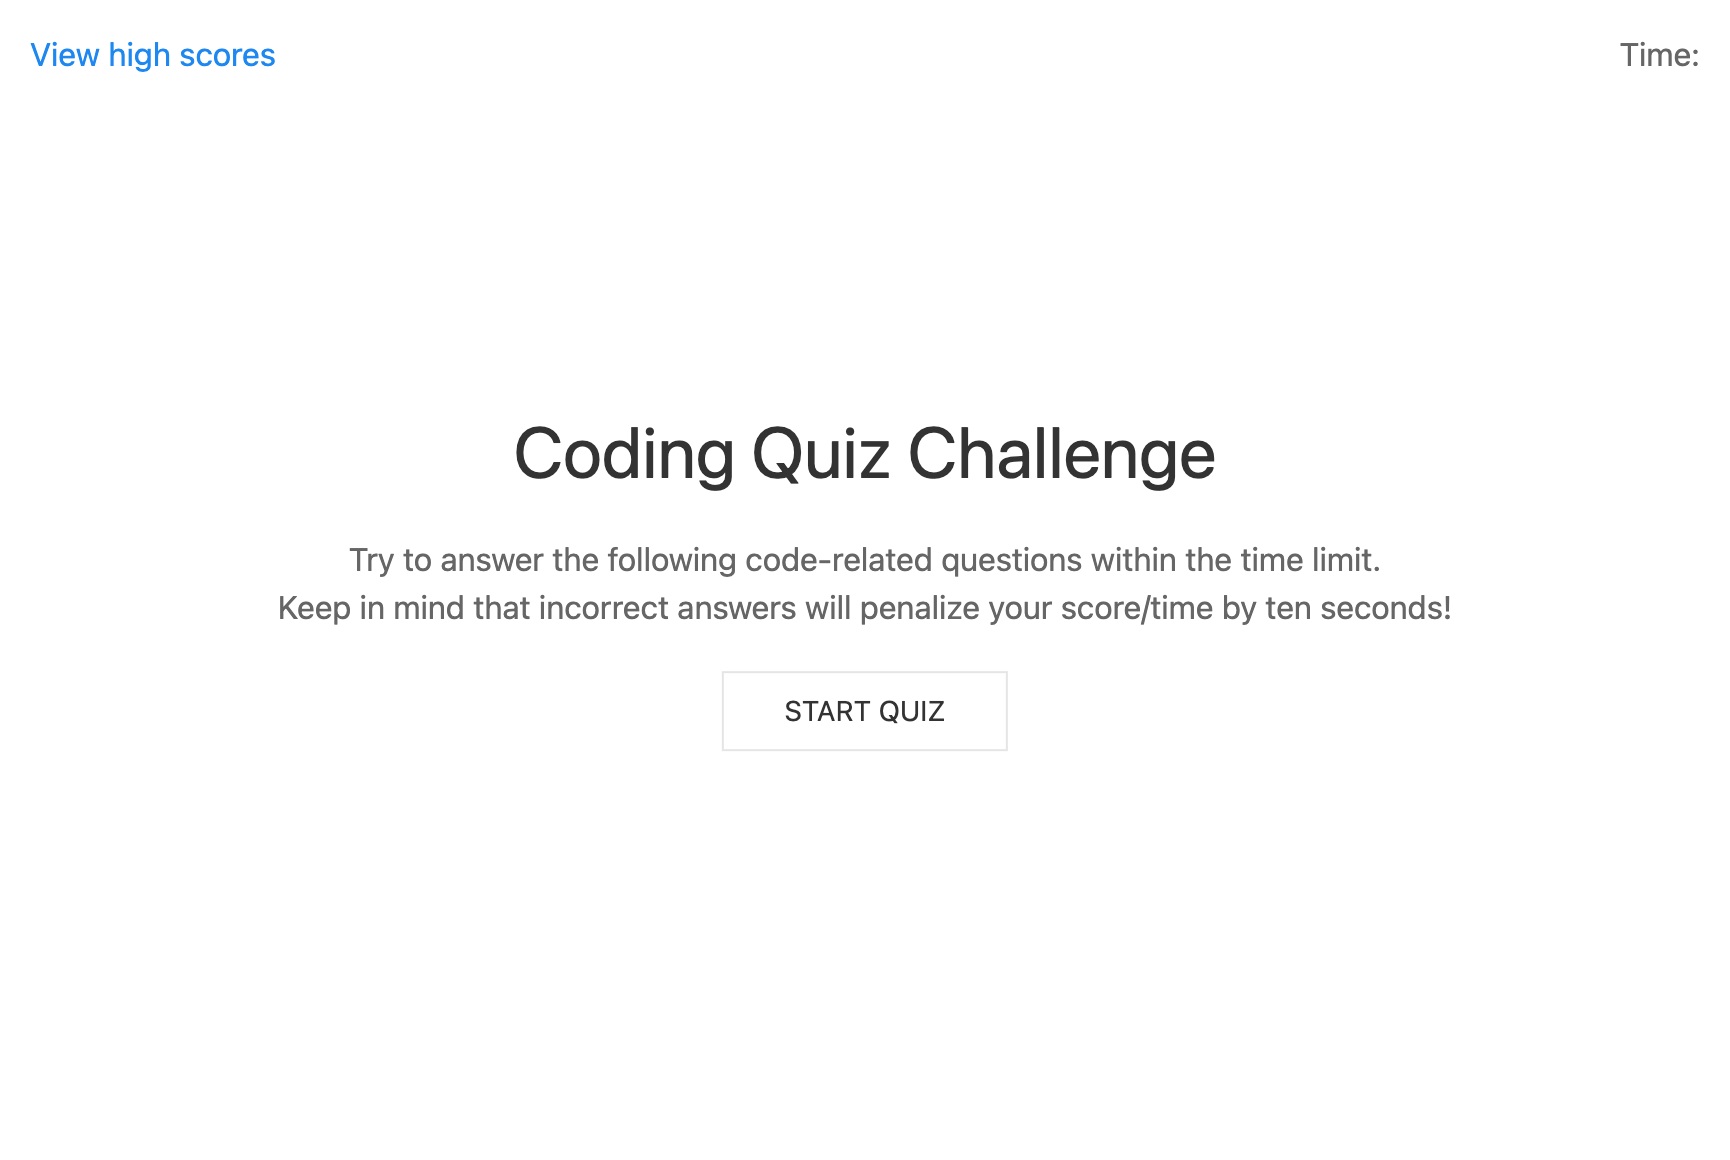 View high scores
Time:
Coding Quiz Challenge
Try to answer the following code-related questions within the time limit.
Keep in mind that incorrect answers will penalize your score/time by ten seconds!
START QUIZ